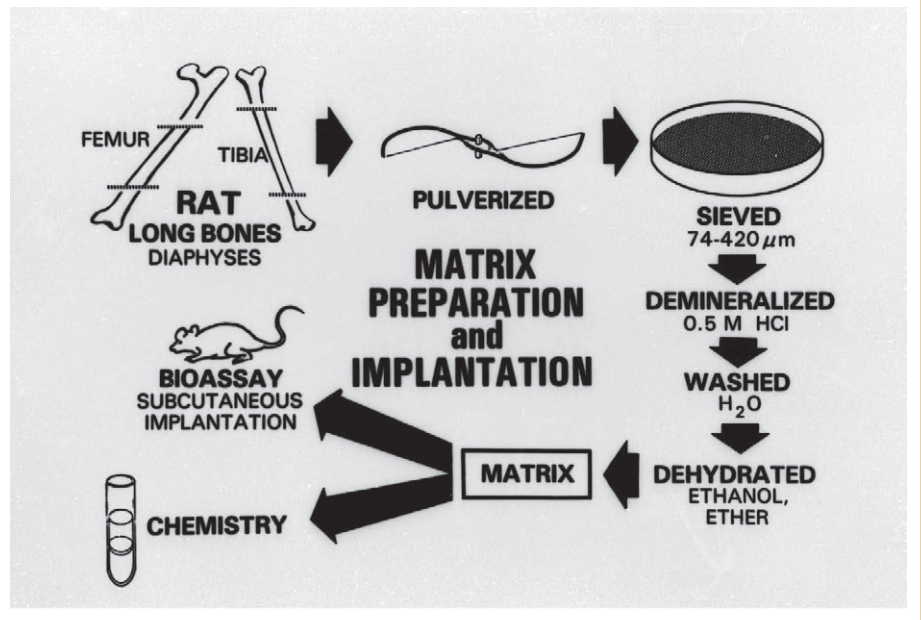 FEMUR
TIBIA
RAT
LONG BONES
DIAPHYSES
PULVERIZED
SIEVED
74-420 μm
DEMINERALIZED
0.5 M HCl
WASHED
H₂O
DEHYDRATED
ETHANOL,
ETHER
MATRIX
PREPARATION
and
IMPLANTATION
MATRIX
BIOASSAY
SUBCUTANEOUS
IMPLANTATION
CHEMISTRY